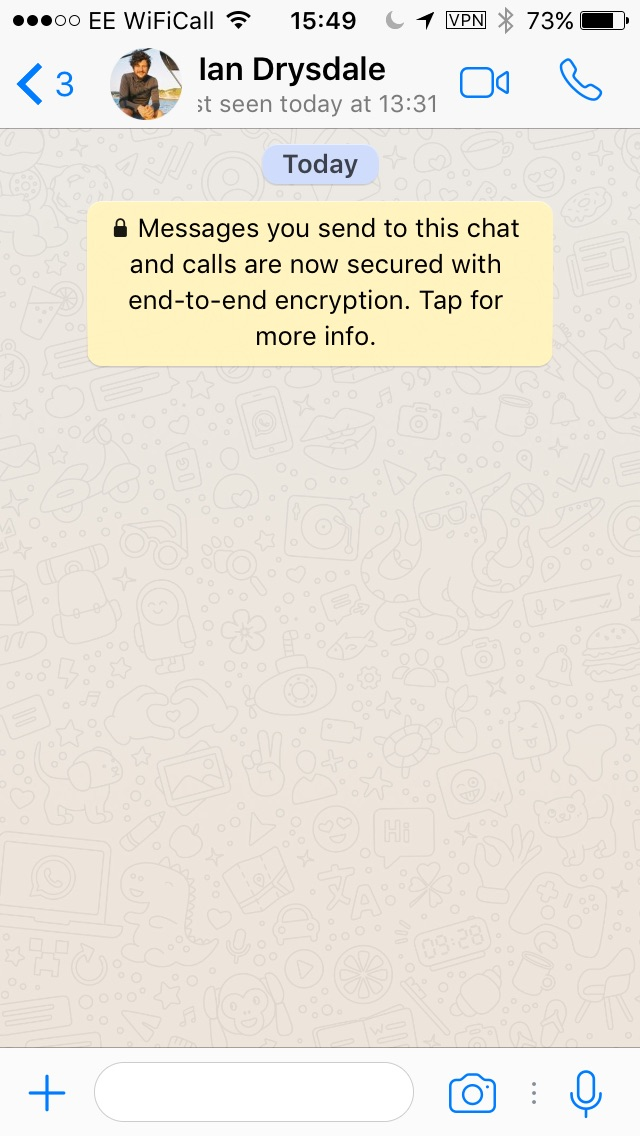 EE WiFiCall 15:49 VPN 73%
3 Ian Drysdale
st seen today at 13:31
Today
Messages you send to this chat
and calls are now secured with
end-to-end encryption. Tap for
more info.
Hi
09:28